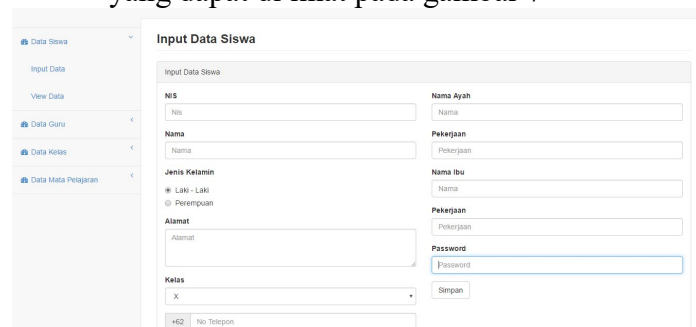 Data Siswa
Input Data
View Data
Data Guru
Data Kelas
Data Mata Pelajaran
Input Data Siswa
Input Data Siswa
NIS
Nis
Nama
Nama
Jenis Kelamin
Laki - Laki
Perempuan
Alamat
Alamat
Kelas
X
+62 No Telepon
Nama Ayah
Nama
Pekerjaan
Pekerjaan
Nama Ibu
Nama
Pekerjaan
Pekerjaan
Password
Password
Simpan